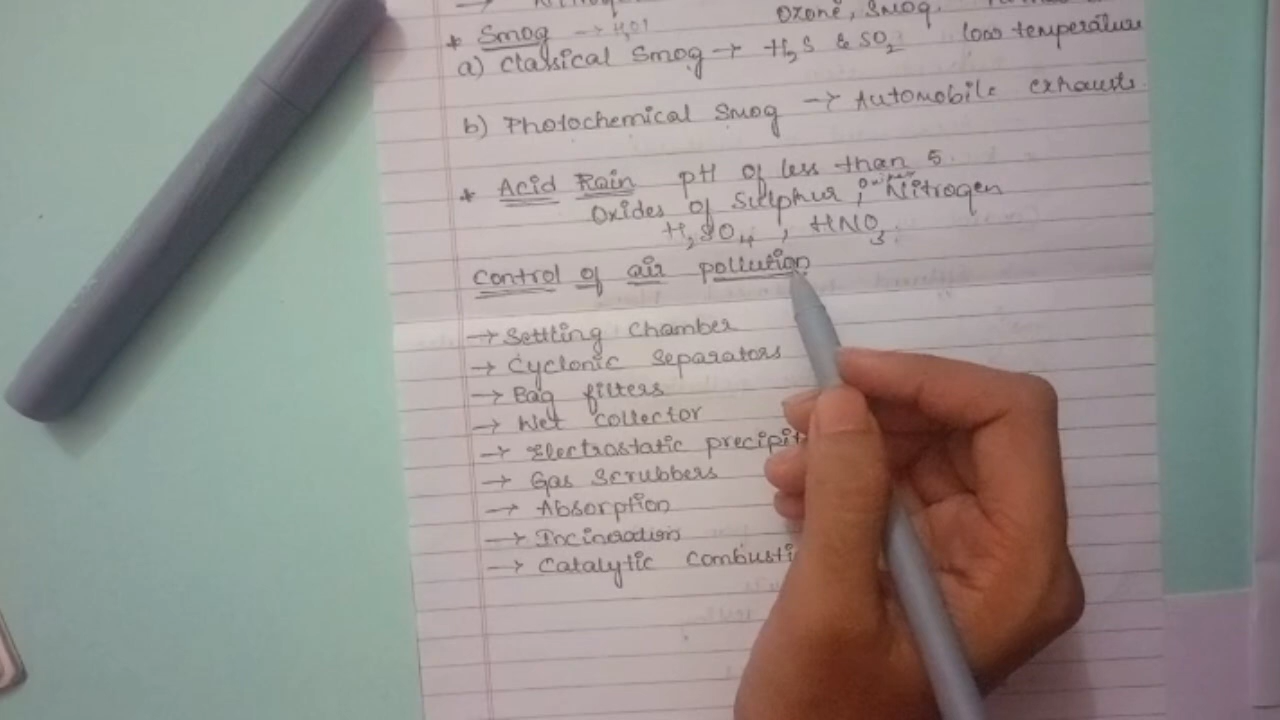 Ozone, Smog.
* Smog →
a) Classical Smog → H2S & SO2 low temperature
b) Photochemical Smog → Automobile exhausts
* Acid Rain pH of less than 5.
Oxides of Sulphur, Oxides Nitrogen
H2SO4, HNO3.
Control of air pollution
→ Settling Chamber
→ Cyclonic Separators
→ Bag filters
→ Wet collector
→ Electrostatic precipit
→ Gas Scrubbers
→ Absorption
→ Incineration
→ Catalytic Combusti